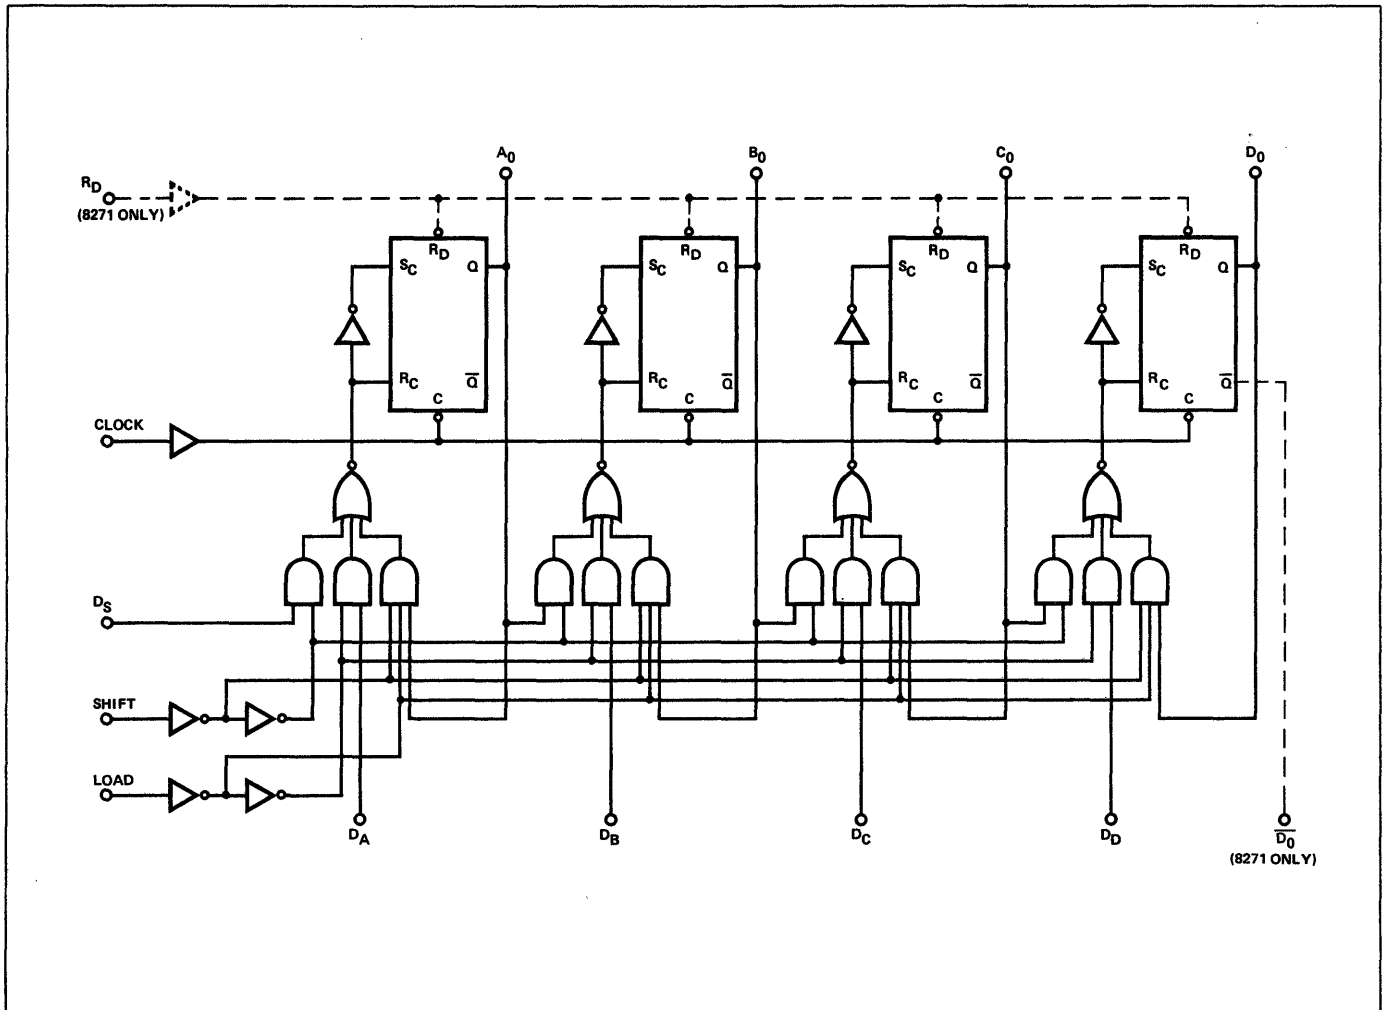 A0 B0 C0 D0
RD
(8271 ONLY)
RD RD RD RD
SC Q SC Q SC Q SC Q
RC Q̅ RC Q̅ RC Q̅ RC Q̅
C C C C
CLOCK
DS
SHIFT
LOAD
DA DB DC DD D̅0̅
(8271 ONLY)